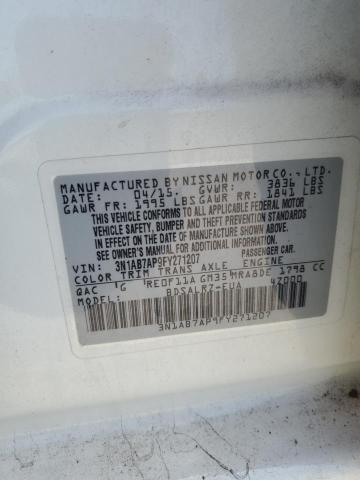 MANUFACTURED BY NISSAN MOTOR CO., LTD.
DATE: 04/15. GVWR: 3836 LBS
GAWR FR: 1995 LBS GAWR RR: 1841 LBS
THIS VEHICLE CONFORMS TO ALL APPLICABLE
FEDERAL MOTOR VEHICLE SAFETY, BUMPER,
AND THEFT PREVENTION STANDARDS
IN EFFECT ON THE DATE OF
MANUFACTURE SHOWN ABOVE.
SEE OWNER'S MANUAL FOR
VIN: 3N1AB7AP9FY271207 PASSENGER CAR
COLOR TRIM TRANS AXLE ENGINE
QAC G RE0F11A GM35 MRA8DE 1798 CC
MODEL: BDSALRZ-EUA 42000
3N1AB7AP9FY271207